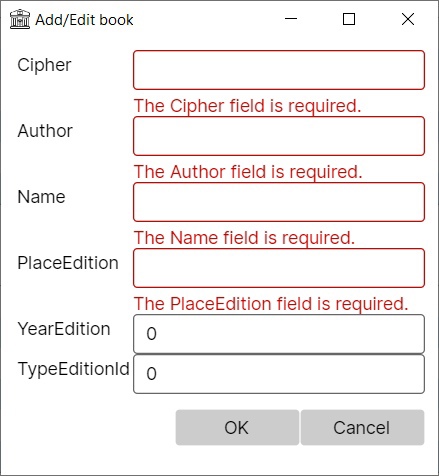 Add/Edit book
Cipher
The Cipher field is required.
Author
The Author field is required.
Name
The Name field is required.
PlaceEdition
The PlaceEdition field is required.
YearEdition 0
TypeEditionId 0
OK Cancel